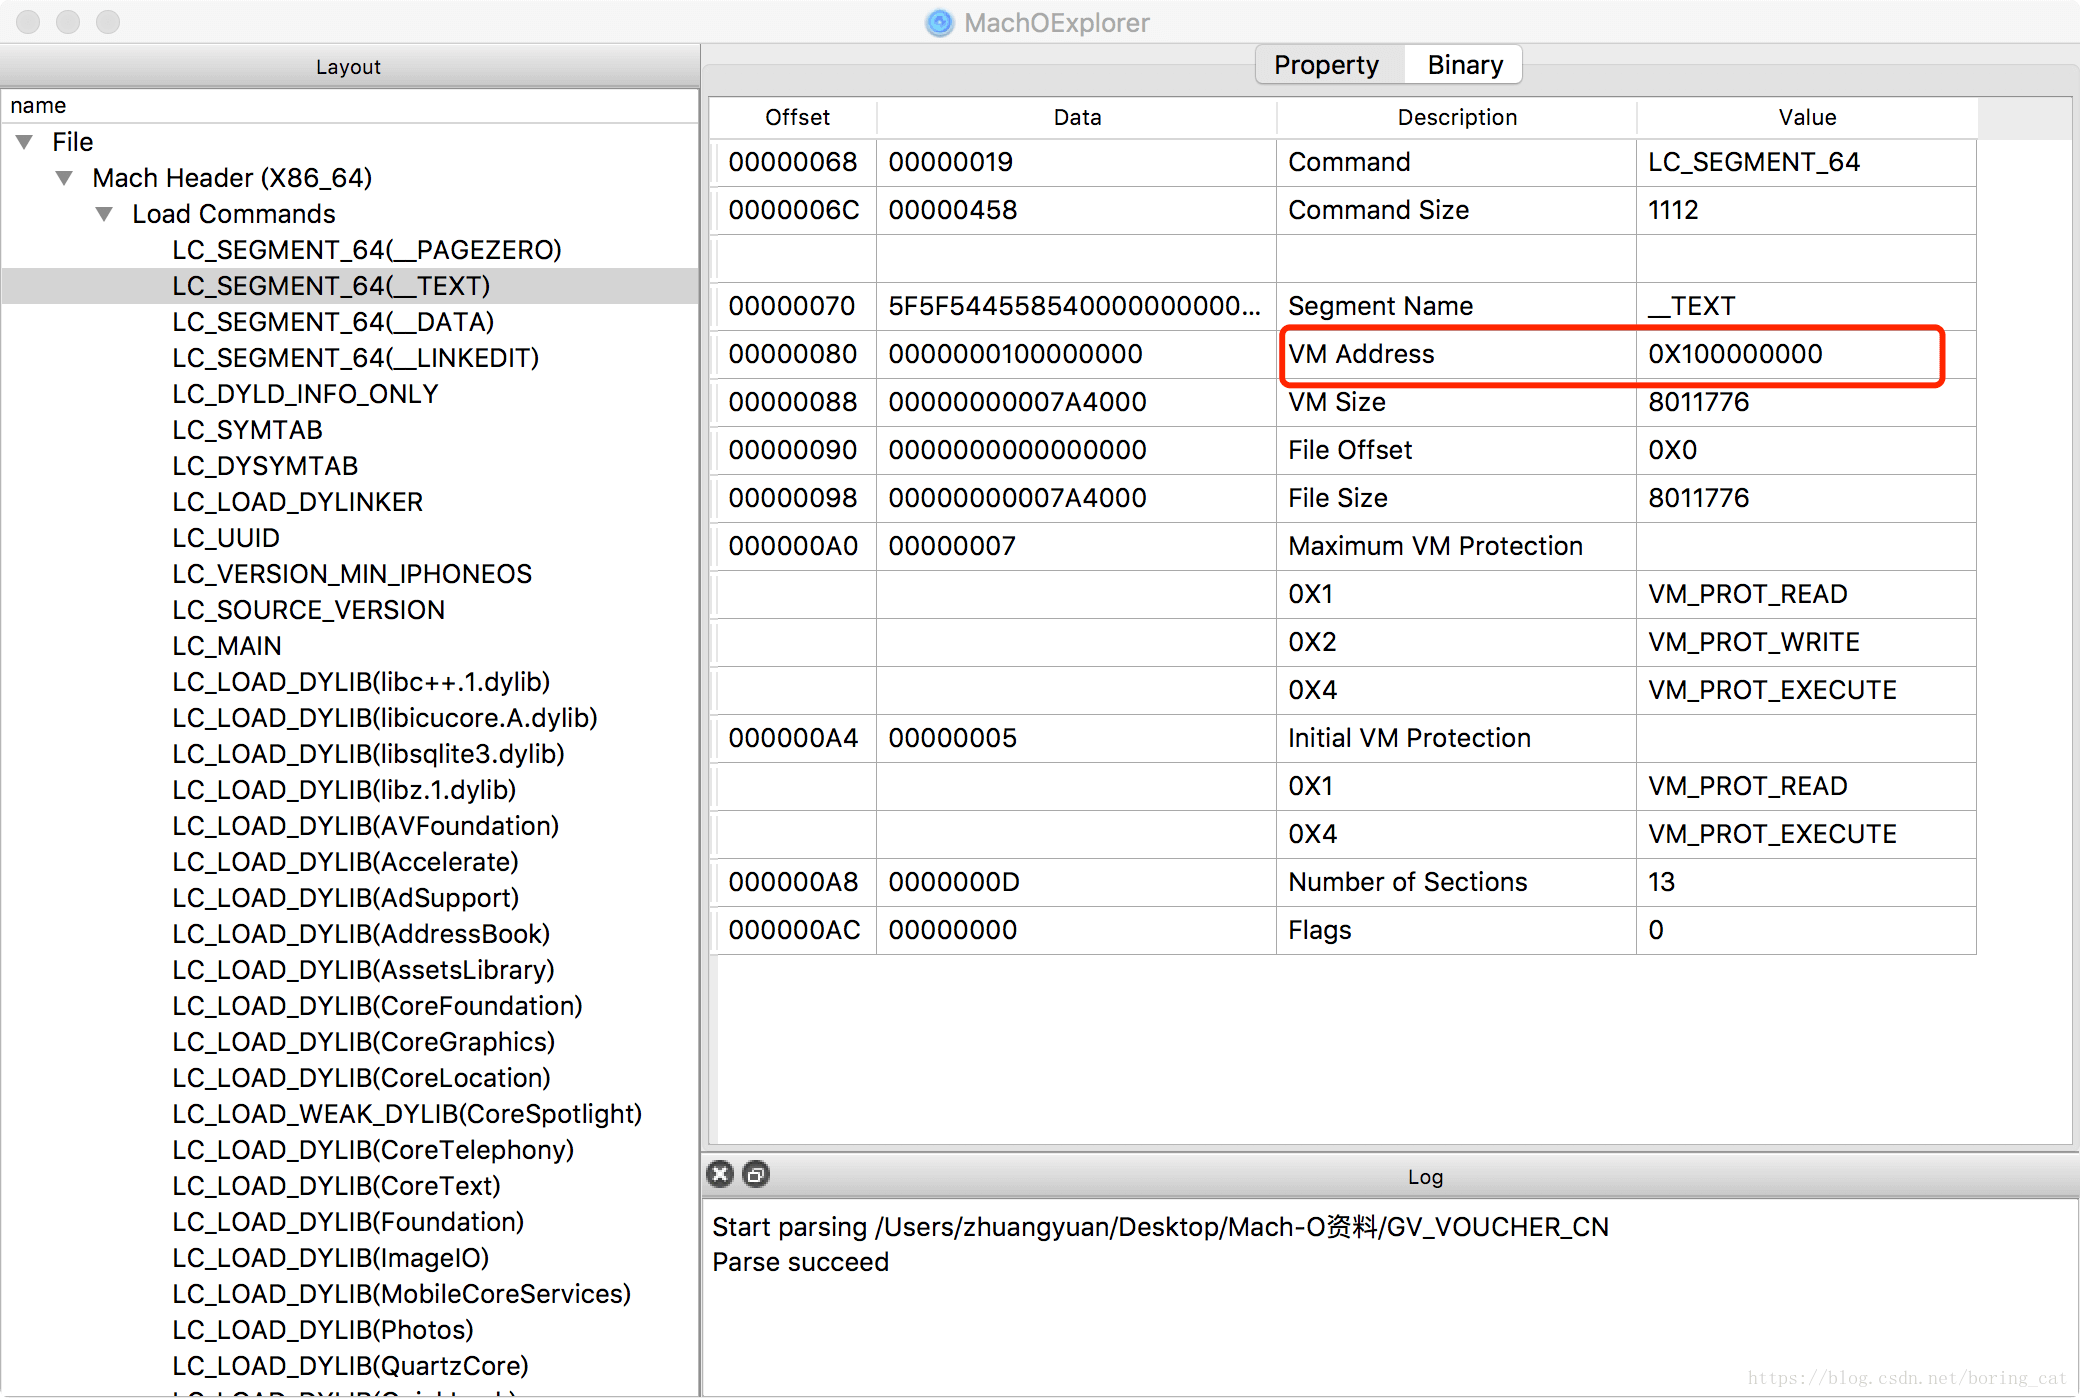 MachOExplorer
Layout
name
File
Mach Header (X86_64)
Load Commands
LC_SEGMENT_64(__PAGEZERO)
LC_SEGMENT_64(__TEXT)
LC_SEGMENT_64(__DATA)
LC_SEGMENT_64(__LINKEDIT)
LC_DYLD_INFO_ONLY
LC_SYMTAB
LC_DYSYMTAB
LC_LOAD_DYLINKER
LC_UUID
LC_VERSION_MIN_IPHONEOS
LC_SOURCE_VERSION
LC_MAIN
LC_LOAD_DYLIB(libc++.1.dylib)
LC_LOAD_DYLIB(libicucore.A.dylib)
LC_LOAD_DYLIB(libsqlite3.dylib)
LC_LOAD_DYLIB(libz.1.dylib)
LC_LOAD_DYLIB(AVFoundation)
LC_LOAD_DYLIB(Accelerate)
LC_LOAD_DYLIB(AdSupport)
LC_LOAD_DYLIB(AddressBook)
LC_LOAD_DYLIB(AssetsLibrary)
LC_LOAD_DYLIB(CoreFoundation)
LC_LOAD_DYLIB(CoreGraphics)
LC_LOAD_DYLIB(CoreLocation)
LC_LOAD_WEAK_DYLIB(CoreSpotlight)
LC_LOAD_DYLIB(CoreTelephony)
LC_LOAD_DYLIB(CoreText)
LC_LOAD_DYLIB(Foundation)
LC_LOAD_DYLIB(ImageIO)
LC_LOAD_DYLIB(MobileCoreServices)
LC_LOAD_DYLIB(Photos)
LC_LOAD_DYLIB(QuartzCore)
Property Binary
Offset Data Description Value
00000068 00000019 Command LC_SEGMENT_64
0000006C 00000458 Command Size 1112
00000070 5F5F544558540000000000... Segment Name __TEXT
00000080 0000000100000000 VM Address 0X100000000
00000088 00000000007A4000 VM Size 8011776
00000090 0000000000000000 File Offset 0X0
00000098 00000000007A4000 File Size 8011776
000000A0 00000007 Maximum VM Protection
0X1 VM_PROT_READ
0X2 VM_PROT_WRITE
0X4 VM_PROT_EXECUTE
000000A4 00000005 Initial VM Protection
0X1 VM_PROT_READ
0X4 VM_PROT_EXECUTE
000000A8 0000000D Number of Sections 13
000000AC 00000000 Flags 0
Log
Start parsing /Users/zhuangyuan/Desktop/Mach-O资料/GV_VOUCHER_CN
Parse succeed
https://blog.csdn.net/boring_cat